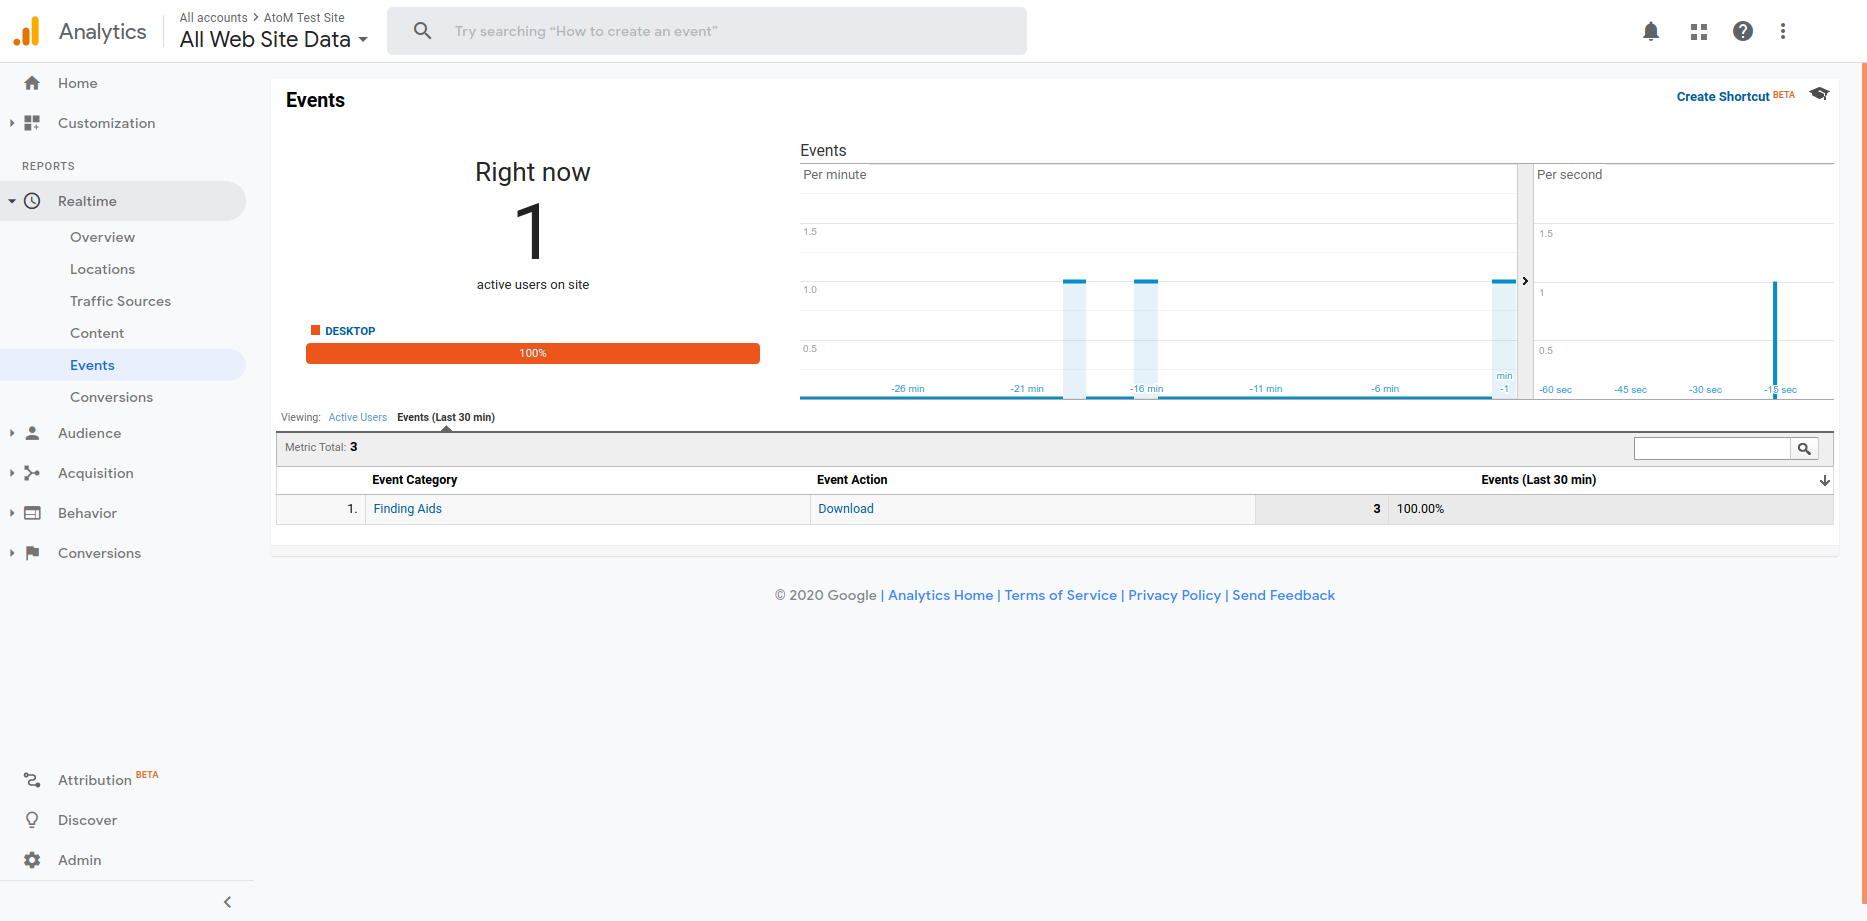 Analytics
All accounts > AtoM Test Site
All Web Site Data
Try searching “How to create an event”
Home
Customization
REPORTS
Realtime
Overview
Locations
Traffic Sources
Content
Events
Conversions
Audience
Acquisition
Behavior
Conversions
Attribution BETA
Discover
Admin
Events
Create Shortcut BETA
Right now
1
active users on site
DESKTOP
100%
Events
Per minute
1.5
1.0
0.5
-26 min
-21 min
-16 min
-11 min
-6 min
min
-1
Per second
1.5
1
0.5
-60 sec
-45 sec
-30 sec
-15 sec
Viewing: Active Users Events (Last 30 min)
Metric Total: 3
Event Category Event Action Events (Last 30 min)
1. Finding Aids Download 3 100.00%
© 2020 Google | Analytics Home | Terms of Service | Privacy Policy | Send Feedback